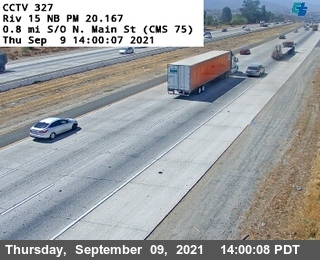 CCTV 327
Riv 15 NB PM 20.167
0.8 mi S/O N. Main St (CMS 75)
Thu Sep  9 14:00:07 2021
Thursday, September 09, 2021 14:00:08 PDT